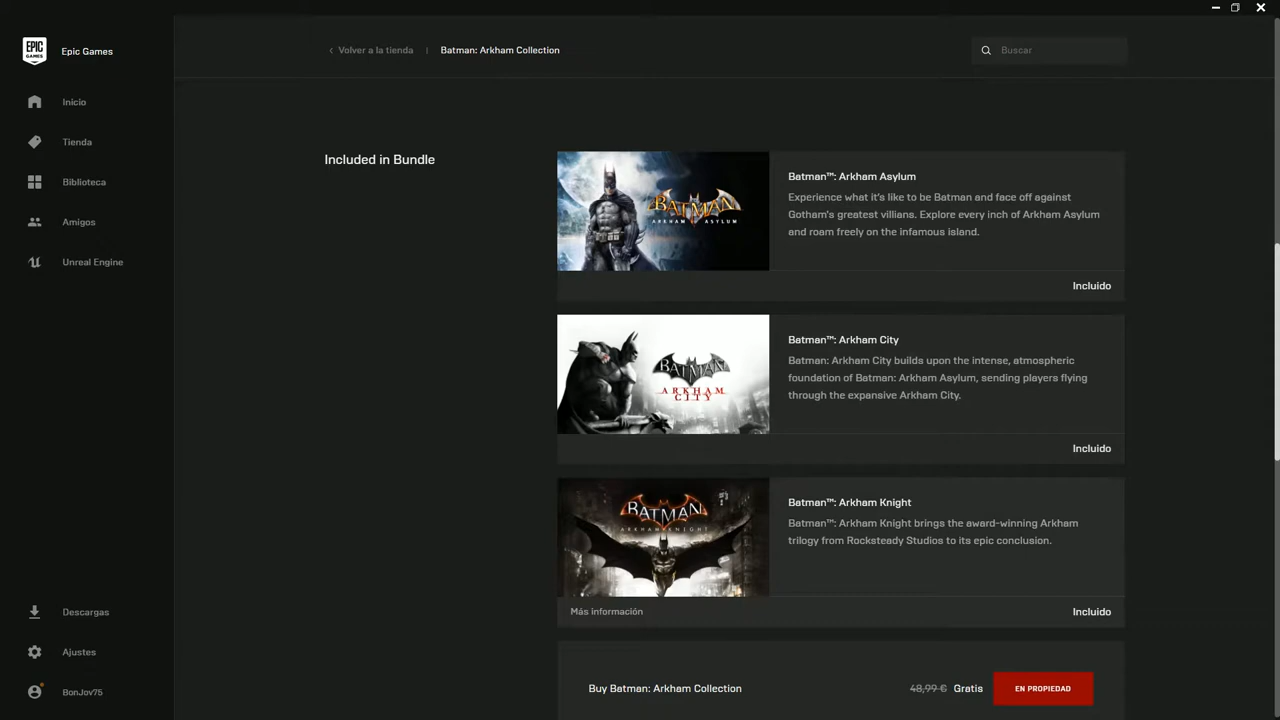 EPIC GAMES
Epic Games
Volver a la tienda
Batman: Arkham Collection
Buscar
Inicio
Tienda
Biblioteca
Amigos
Unreal Engine
Descargas
Ajustes
BonJov75
Included in Bundle
BATMAN
ARKHAM ASYLUM
Batman™: Arkham Asylum
Experience what it's like to be Batman and face off against
Gotham's greatest villians. Explore every inch of Arkham Asylum
and roam freely on the infamous island.
Incluido
BATMAN
ARKHAM
CITY
Batman™: Arkham City
Batman: Arkham City builds upon the intense, atmospheric
foundation of Batman: Arkham Asylum, sending players flying
through the expansive Arkham City.
Incluido
BATMAN
ARKHAM KNIGHT
Batman™: Arkham Knight
Batman™: Arkham Knight brings the award-winning Arkham
trilogy from Rocksteady Studios to its epic conclusion.
Más información
Incluido
Buy Batman: Arkham Collection
48,99 € Gratis
EN PROPIEDAD